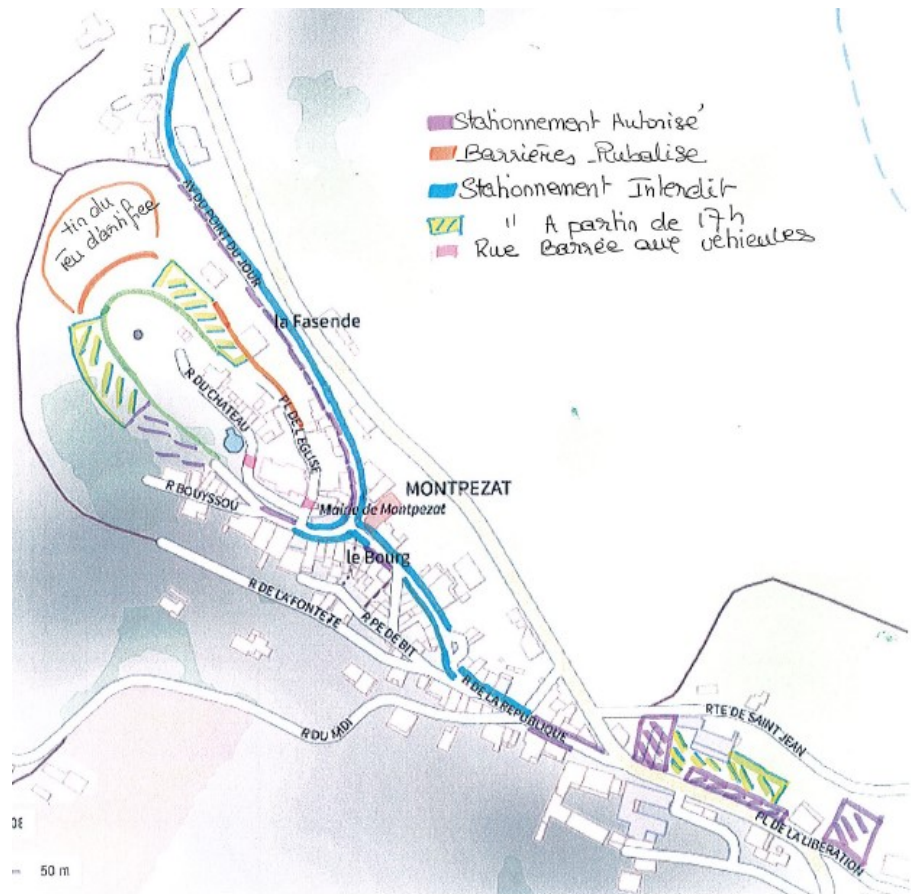 Stationnement Autorisé
Barrières Rubalise
Stationnement Interdit
" A partir de 17h
Rue Barrée aux véhicules
tir du
Feu d'artifice
AV DU POINT DU JOUR
la Fasende
R DU CHATEAU
PL DE L'EGLISE
MONTPEZAT
R BOUYSSOU
Mairie de Montpezat
le Bourg
R DE LA FONTETE
R PE DE BIT
R DE LA REPUBLIQUE
R DU MIDI
RTE DE SAINT JEAN
PL DE LA LIBERATION
50 m